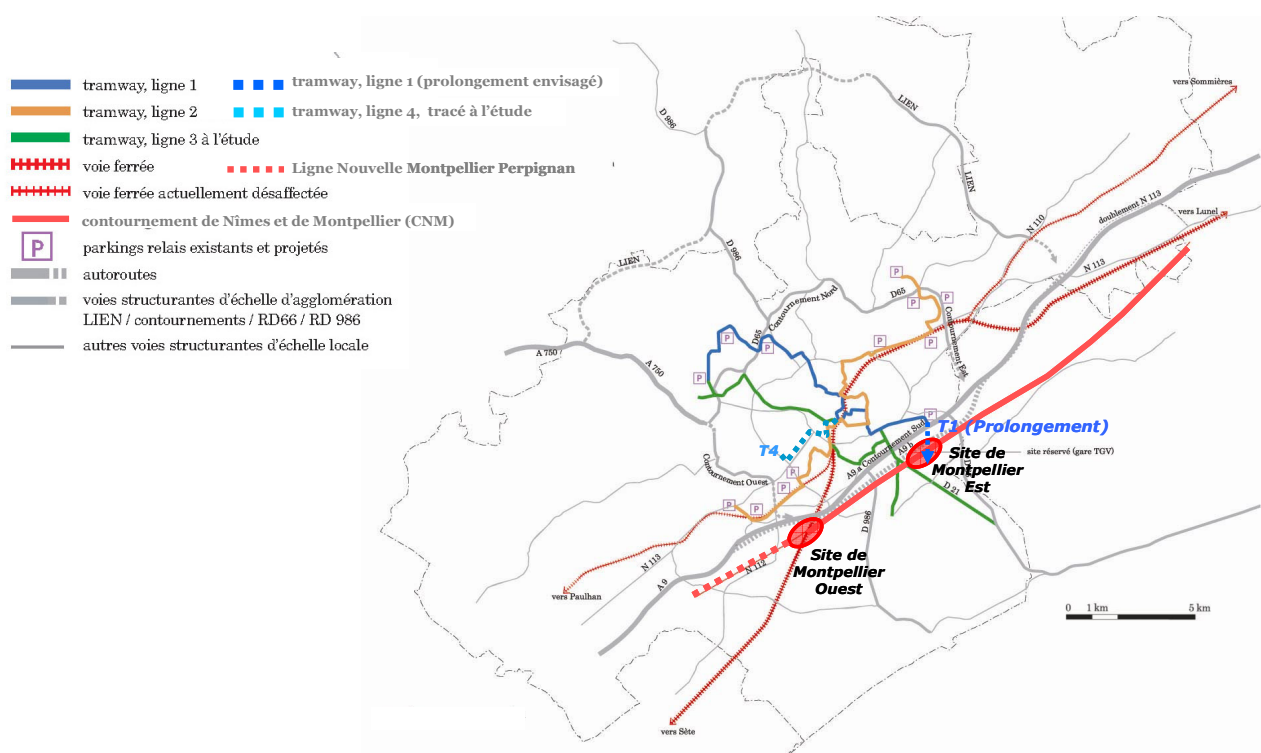 tramway, ligne 1
tramway, ligne 1 (prolongement envisagé)
tramway, ligne 2
tramway, ligne 4, tracé à l'étude
tramway, ligne 3 à l'étude
voie ferrée
Ligne Nouvelle Montpellier Perpignan
voie ferrée actuellement désaffectée
contournement de Nîmes et de Montpellier (CNM)
P
parkings relais existants et projetés
autoroutes
voies structurantes d'échelle d'agglomération
LIEN / contournements / RD66 / RD 986
autres voies structurantes d'échelle locale
vers Sommières
LIEN
D 986
LIEN
doublement N 113
vers Lunel
N 110
D 986
LIEN
N 113
P
D65
P
P
Contournement Nord
Contournement Est
D65
P
P
P
P
A 750
A 750
P
P
T1 (Prolongement)
A9 a Contournement Sud
A9 b
T4
site réservé (gare TGV)
Site de
Montpellier
Est
Contournement Ouest
P
P
D 21
P
P
D 986
Site de
Montpellier
Ouest
N 113
N 112
A 9
vers Paulhan
0 1 km 5 km
vers Sète